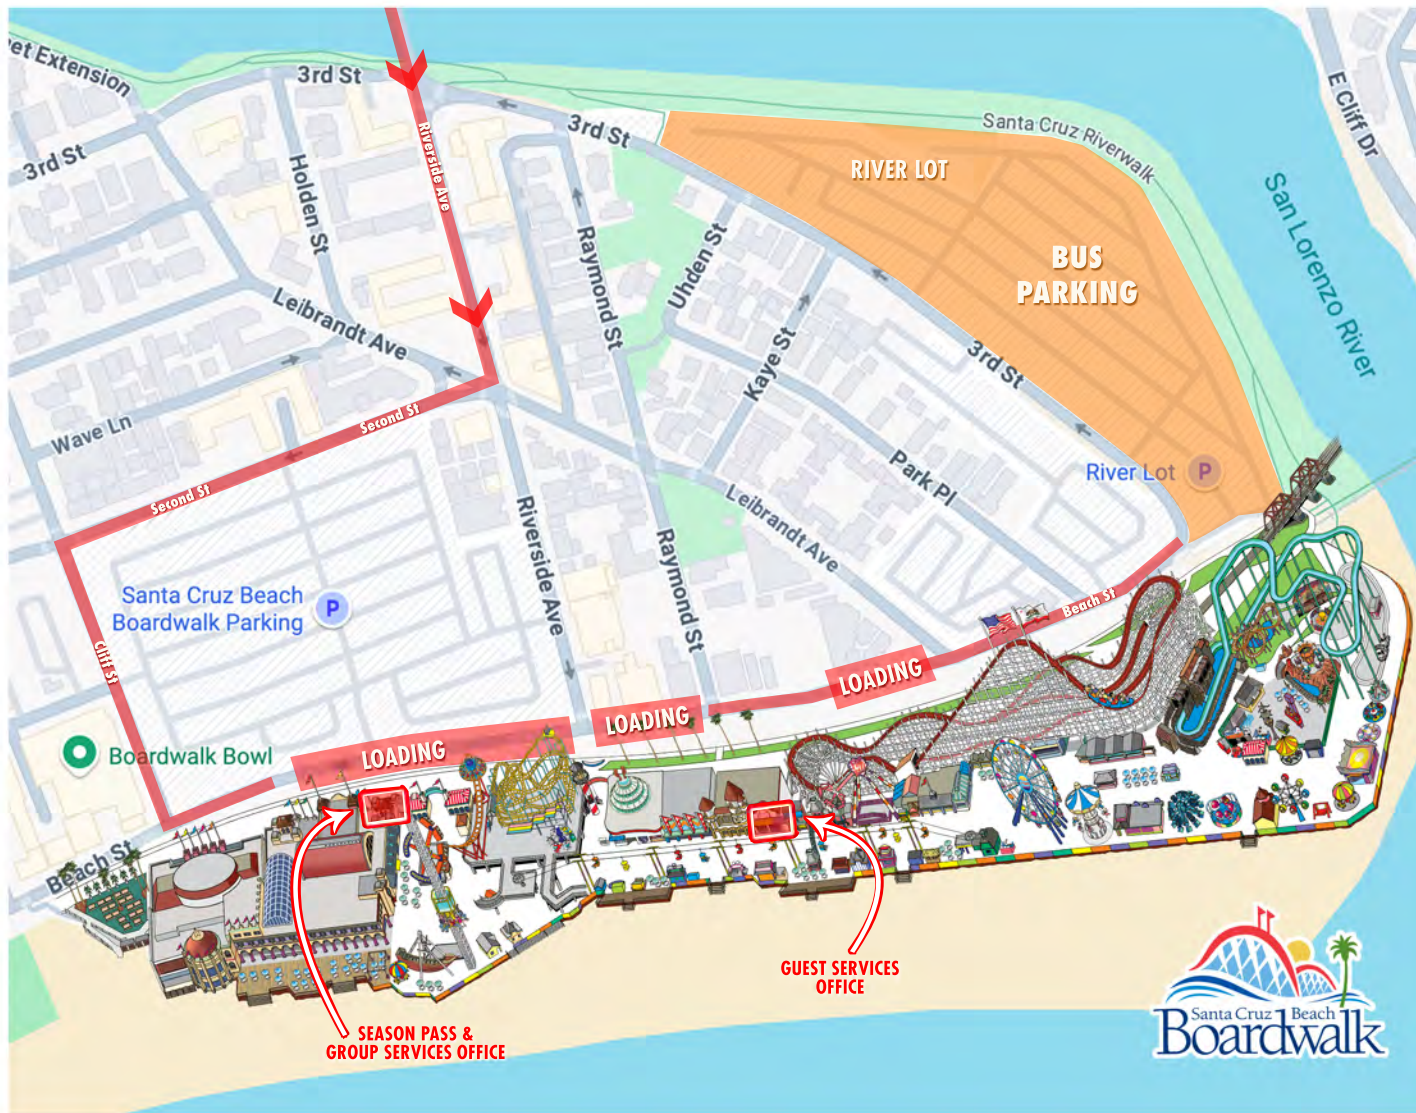 eet Extension
3rd St
3rd St
3rd St
Santa Cruz Riverwalk
E Cliff Dr
San Lorenzo River
Riverside Ave
Holden St
Raymond St
Uhden St
Kaye St
RIVER LOT
BUS
PARKING
3rd St
Leibrandt Ave
Wave Ln
Second St
Second St
Park Pl
River Lot
P
Leibrandt Ave
Riverside Ave
Raymond St
Santa Cruz Beach
Boardwalk Parking
P
Cliff St
Beach St
LOADING
LOADING
LOADING
Boardwalk Bowl
Beach St
GUEST SERVICES
OFFICE
SEASON PASS &
GROUP SERVICES OFFICE
Santa Cruz Beach
Boardwalk